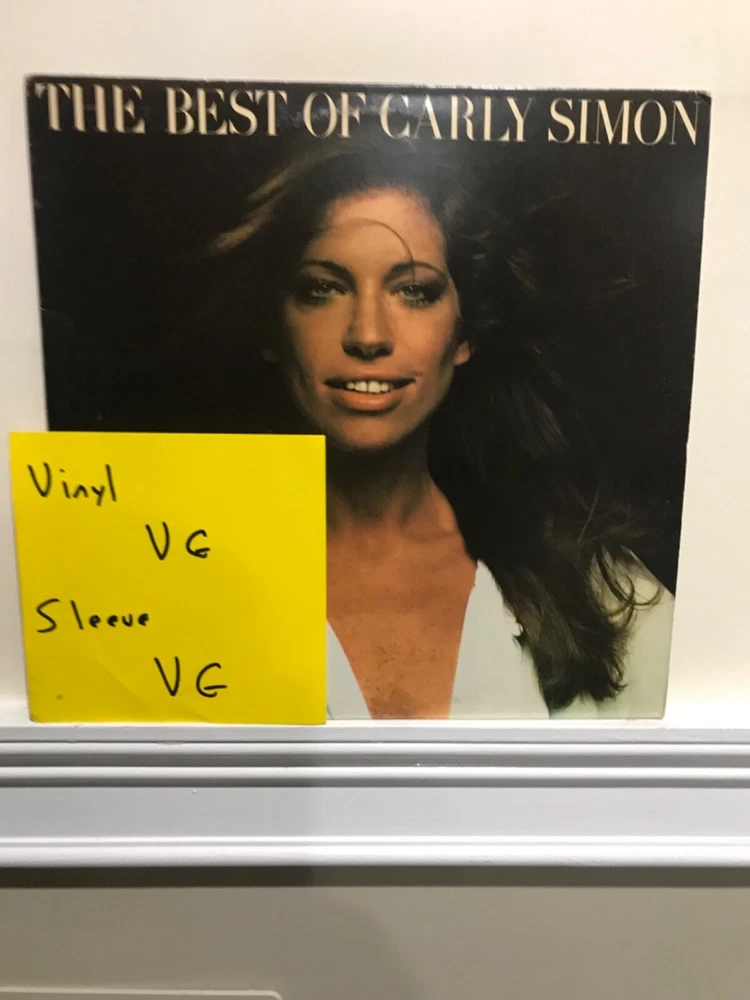 THE BEST OF CARLY SIMON
Vinyl
VG
Sleeve
VG